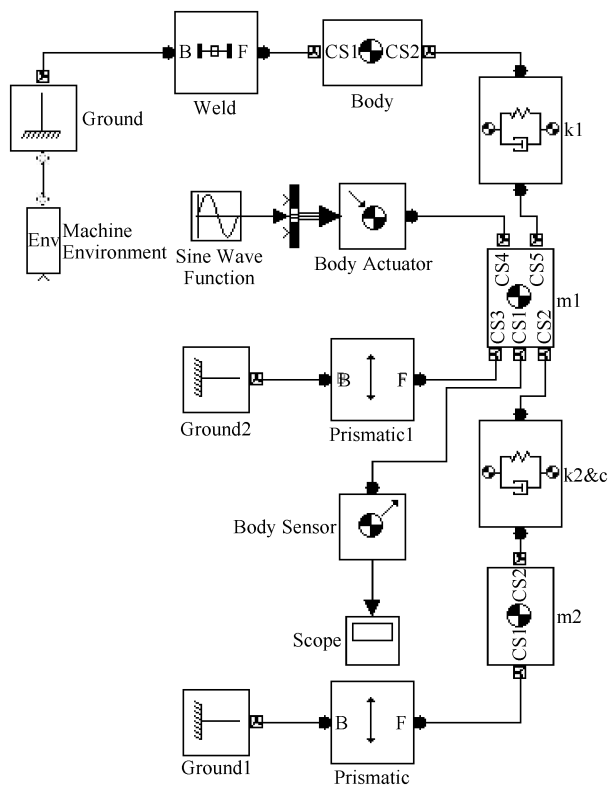 B F
CS1 CS2
Weld
Body
Ground
k1
Env
Machine
Environment
Sine Wave
Function
Body Actuator
CS4
CS5
CS3
CS1
CS2
m1
B F
Ground2
Prismatic1
k2&c
Body Sensor
CS2
CS1
m2
Scope
B F
Ground1
Prismatic